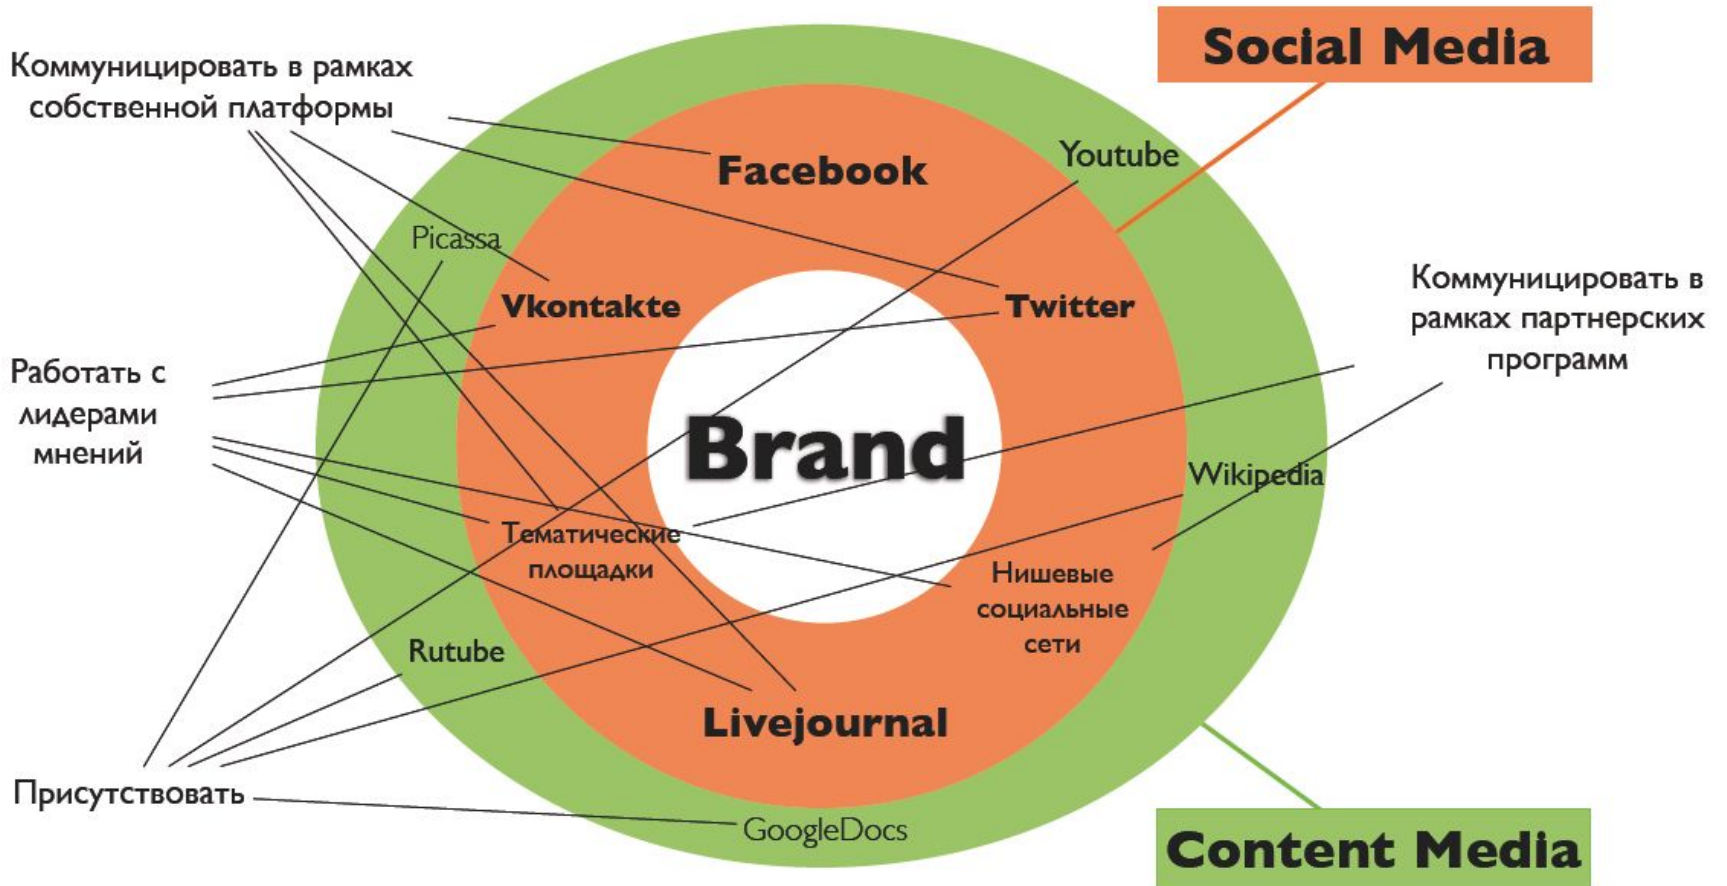 Social Media
Коммуницировать в рамках
собственной платформы
Facebook
Youtube
Picassa
Vkontakte
Twitter
Коммуницировать в
рамках партнерских
программ
Работать с
лидерами
мнений
Brand
Wikipedia
Тематические
площадки
Нишевые
социальные
сети
Rutube
Livejournal
Присутствовать
GoogleDocs
Content Media